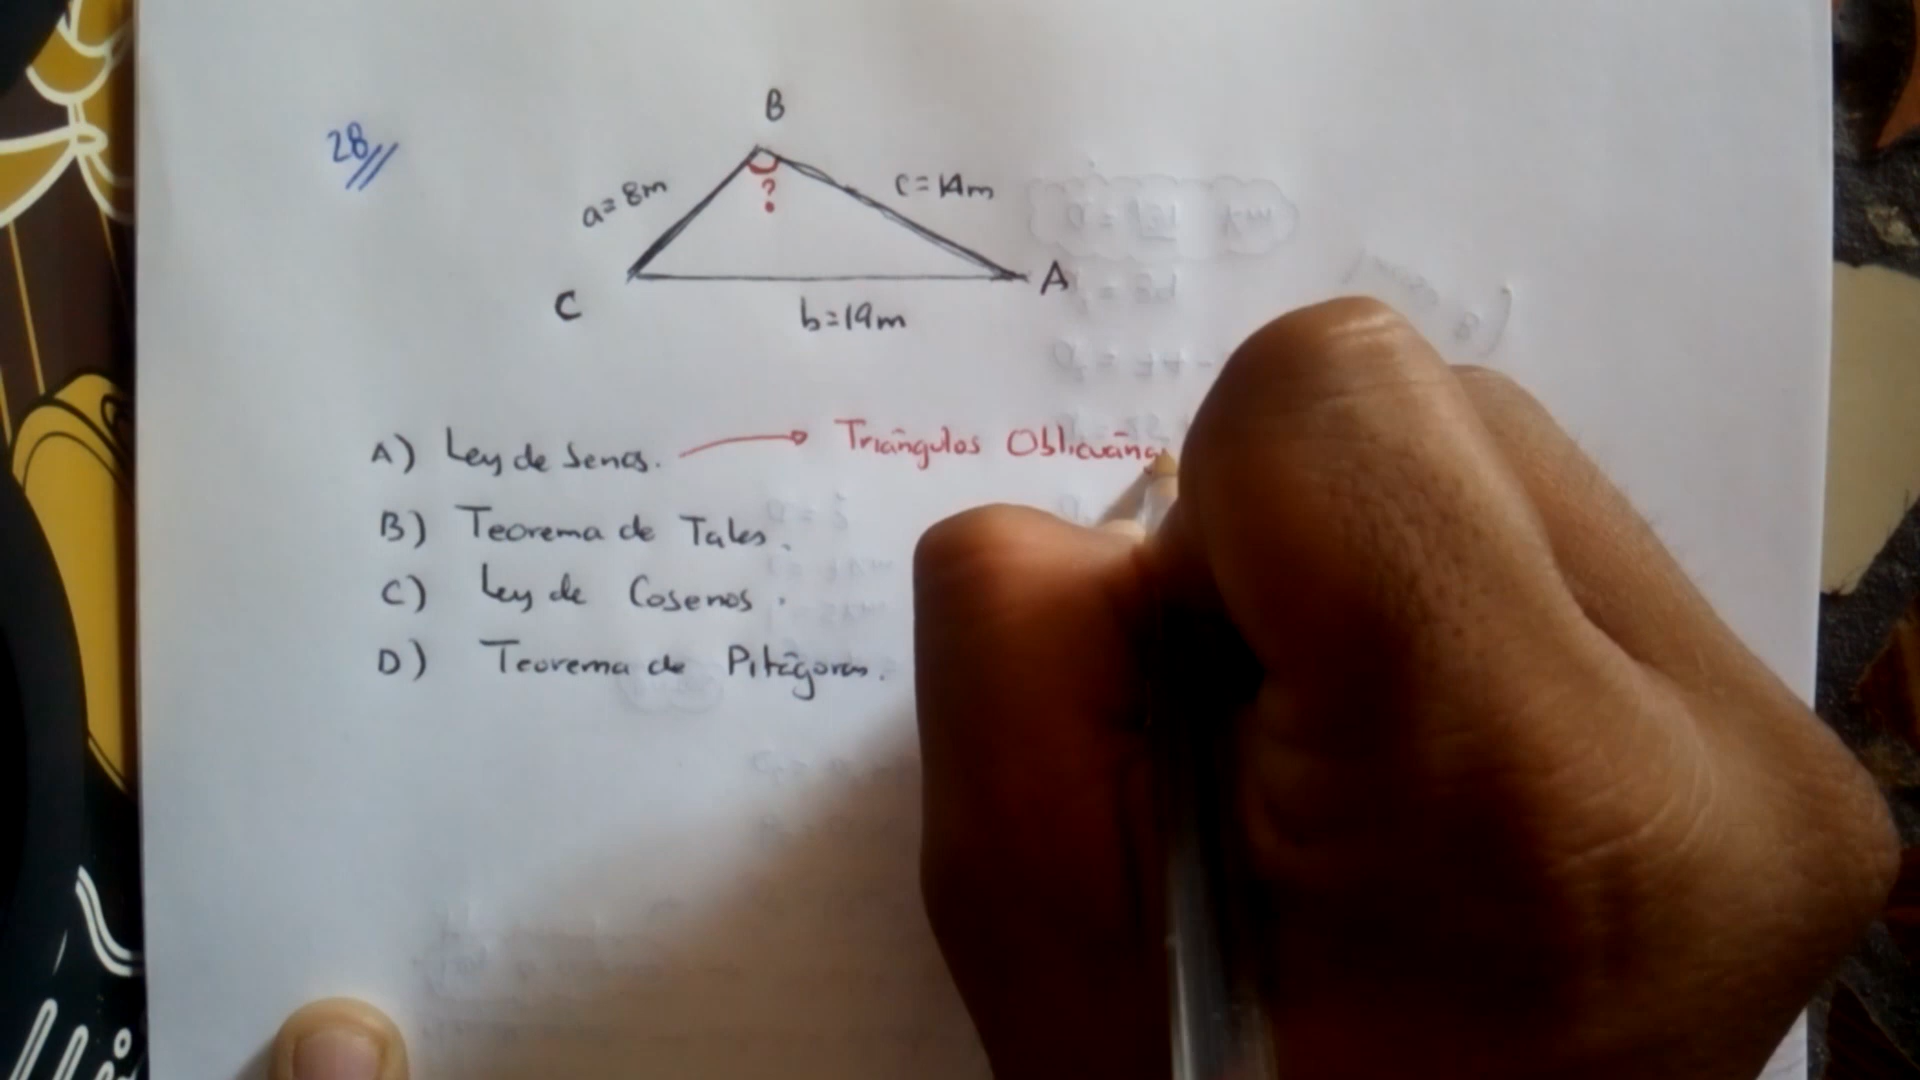 28//
B
a=8m
c=14m
?
C
A
b=19m
A) Ley de Senos. → Triángulos Oblicuáng
B) Teorema de Tales.
C) Ley de Cosenos.
D) Teorema de Pitágoras.